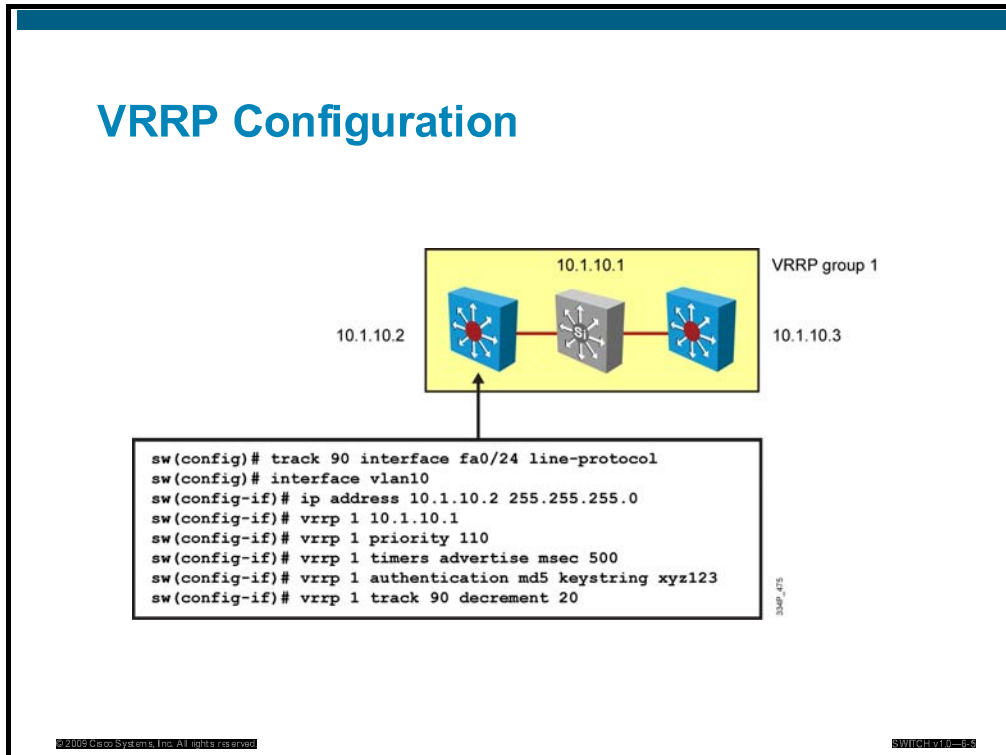 VRRP Configuration
10.1.10.1
VRRP group 1
10.1.10.2
Si
10.1.10.3
sw(config)# track 90 interface fa0/24 line-protocol
sw(config)# interface vlan10
sw(config-if)# ip address 10.1.10.2 255.255.255.0
sw(config-if)# vrrp 1 10.1.10.1
sw(config-if)# vrrp 1 priority 110
sw(config-if)# vrrp 1 timers advertise msec 500
sw(config-if)# vrrp 1 authentication md5 keystring xyz123
sw(config-if)# vrrp 1 track 90 decrement 20
334P_475
© 2009 Cisco Systems, Inc. All rights reserved.
SWITCH v1.0—6-5